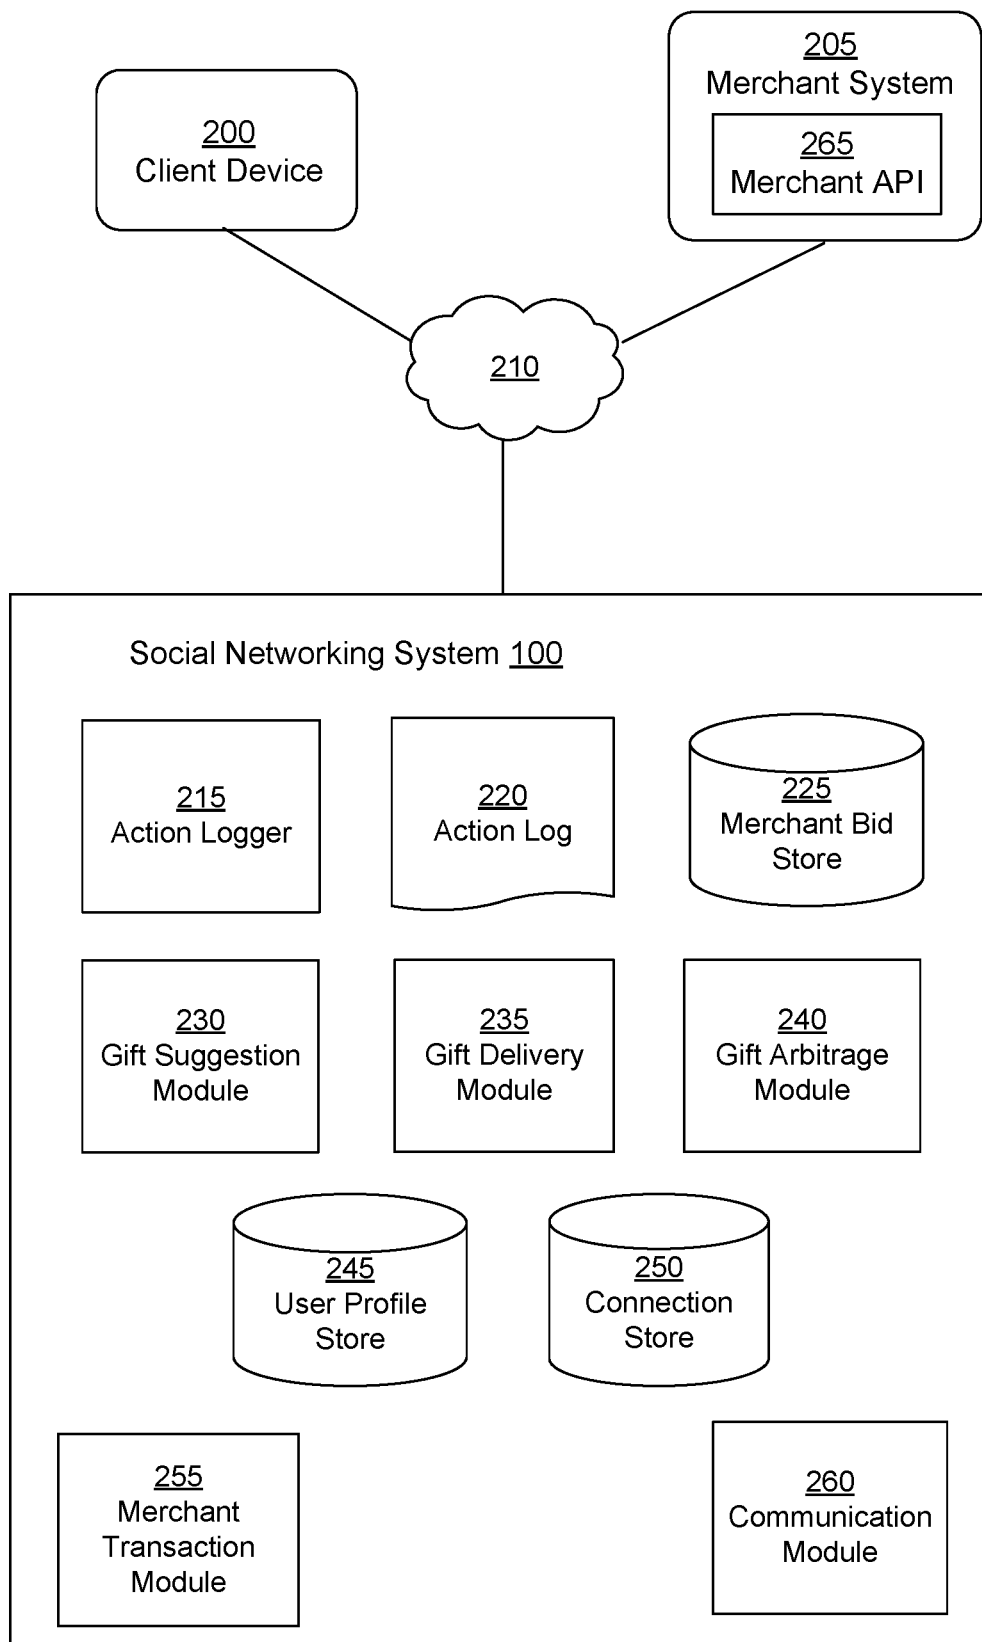 205
Merchant System
265
Merchant API
200
Client Device
210
Social Networking System 100
215
Action Logger
220
Action Log
225
Merchant Bid
Store
230
Gift Suggestion
Module
235
Gift Delivery
Module
240
Gift Arbitrage
Module
245
User Profile
Store
250
Connection
Store
255
Merchant
Transaction
Module
260
Communication
Module